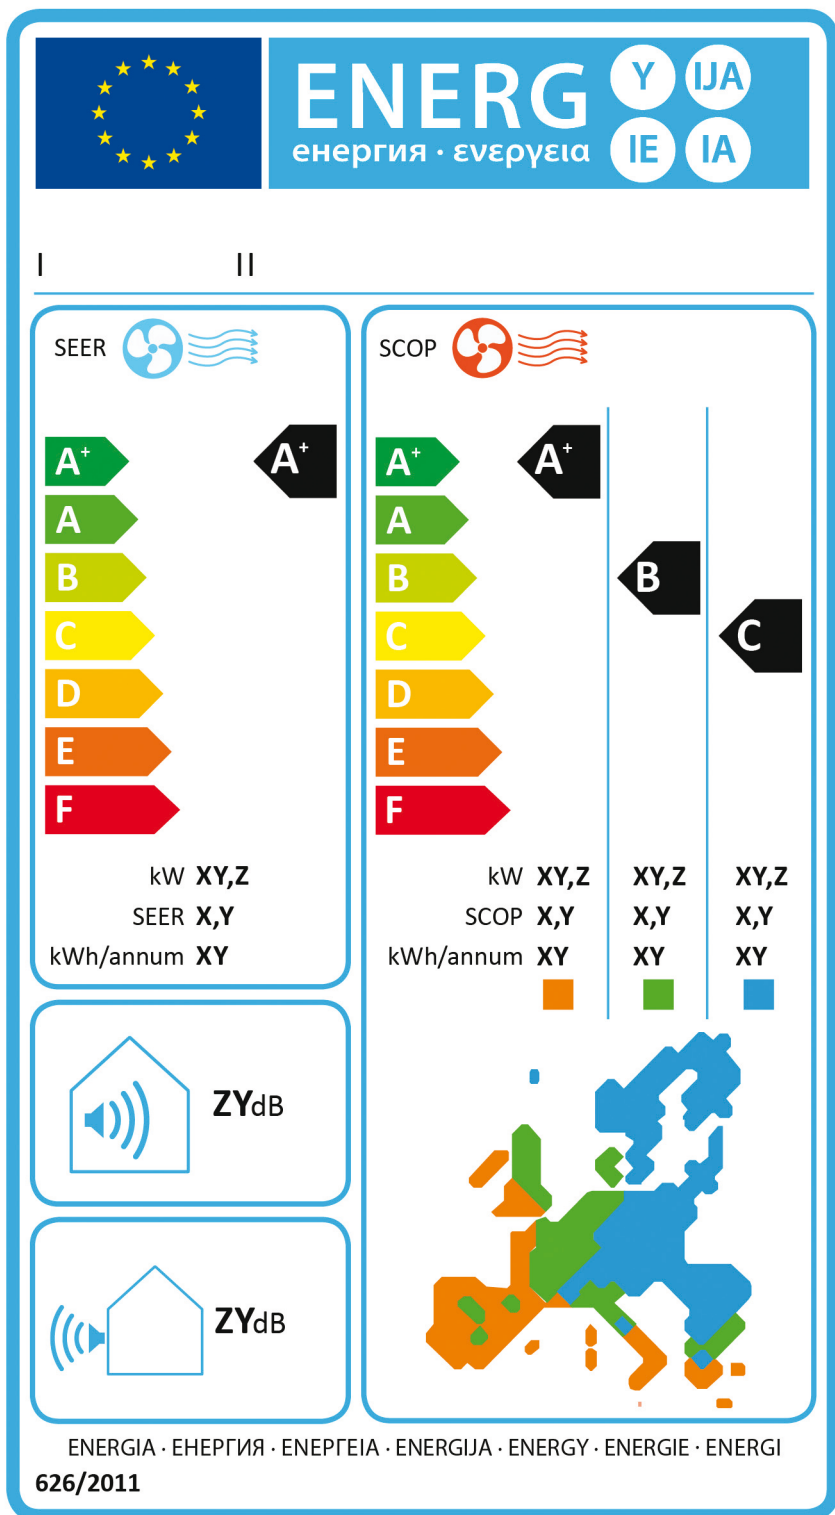 ENERG Y IJA
енергия · ενεργεια IE IA
I II
SEER
A+ A+
A
B
C
D
E
F
kW XY,Z
SEER X,Y
kWh/annum XY
SCOP
A+ A+
A
B B
C C
D
E
F
kW XY,Z XY,Z XY,Z
SCOP X,Y X,Y X,Y
kWh/annum XY XY XY
ZYdB
ZYdB
ENERGIA · ЕНЕРГИЯ · ΕΝΕΡΓΕΙΑ · ENERGIJA · ENERGY · ENERGIE · ENERGI
626/2011